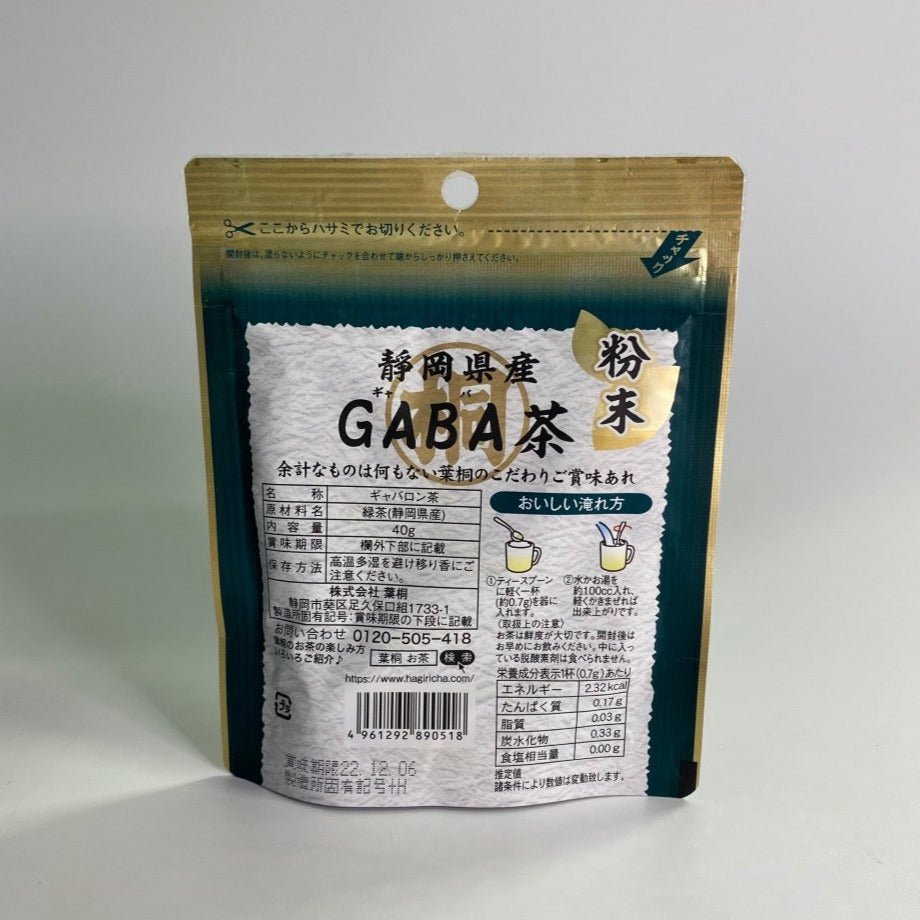 ここからハサミでお切りください。
チャック
開封後は、湿らないようにチャックを合わせて端からしっかり押さえてください。
粉末
静岡県産
桐
ギャバ
GABA茶
余計なものは何もない葉桐のこだわりご賞味あれ
名称 ギャバロン茶
原材料名 緑茶(静岡県産)
内容量 40g
賞味期限 欄外下部に記載
保存方法 高温多湿を避け移り香にご
注意ください。
株式会社 葉桐
静岡市葵区足久保口組1733-1
製造所固有記号:賞味期限の下段に記載
お問い合わせ 0120-505-418
葉桐のお茶の楽しみ方
いろいろご紹介♪
葉桐 お茶 検索
https://www.hagiricha.com/
プラ
4 961292 890518
賞味期限22.12.06
製造所固有記号+H
おいしい淹れ方
①ティースプーン
に軽く一杯
(約0.7g)を器に
入れます。
②水かお湯を
約100cc入れ、
軽くかきまぜれば
出来上がりです。
〈取扱上の注意〉
お茶は鮮度が大切です。開封後は
お早めにお飲みください。中に入っ
ている脱酸素剤は食べられません。
栄養成分表示1杯(0.7g)あたり
エネルギー 2.32kcal
たんぱく質 0.17g
脂質 0.03g
炭水化物 0.33g
食塩相当量 0.00g
推定値
諸条件により数値は変動致します。